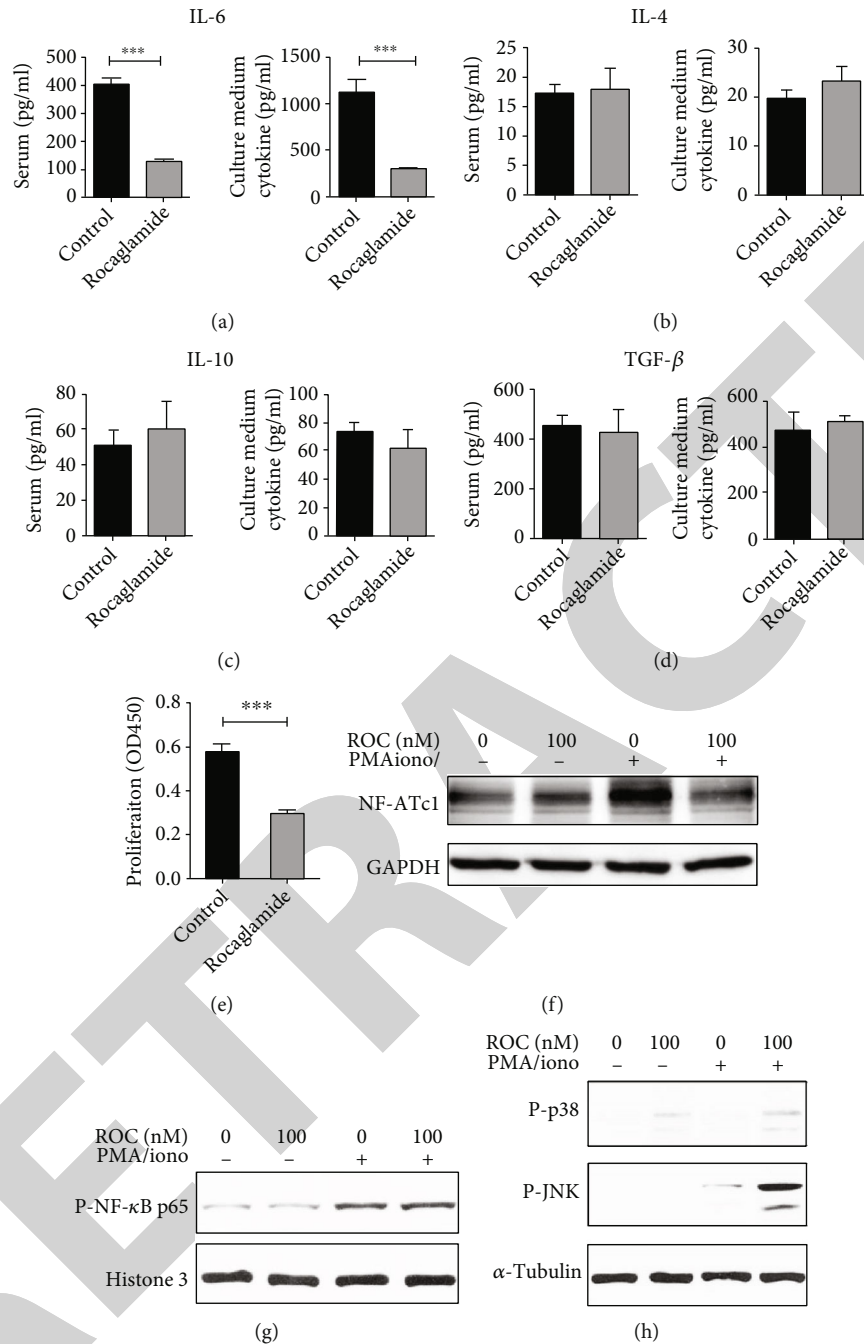 IL-6
500
400
300
200
100
0
Serum (pg/ml)
***
Control
Rocaglamide
1500
1000
500
0
Culture medium
cytokine (pg/ml)
***
Control
Rocaglamide
(a)
IL-4
25
20
15
10
5
0
Serum (pg/ml)
Control
Rocaglamide
30
20
10
0
Culture medium
cytokine (pg/ml)
Control
Rocaglamide
(b)
IL-10
80
60
40
20
0
Serum (pg/ml)
Control
Rocaglamide
100
80
60
40
20
0
Culture medium
cytokine (pg/ml)
Control
Rocaglamide
(c)
TGF-β
600
400
200
0
Serum (pg/ml)
Control
Rocaglamide
600
400
200
0
Culture medium
cytokine (pg/ml)
Control
Rocaglamide
(d)
0.8
0.6
0.4
0.2
0.0
Proliferaiton (OD450)
***
Control
Rocaglamide
(e)
ROC (nM) 0 100 0 100
PMAiono/ – – + +
NF-ATc1
GAPDH
(f)
ROC (nM) 0 100 0 100
PMA/iono – – + +
P-NF-κB p65
Histone 3
(g)
ROC (nM) 0 100 0 100
PMA/iono – – + +
P-p38
P-JNK
α-Tubulin
(h)
RETRACT